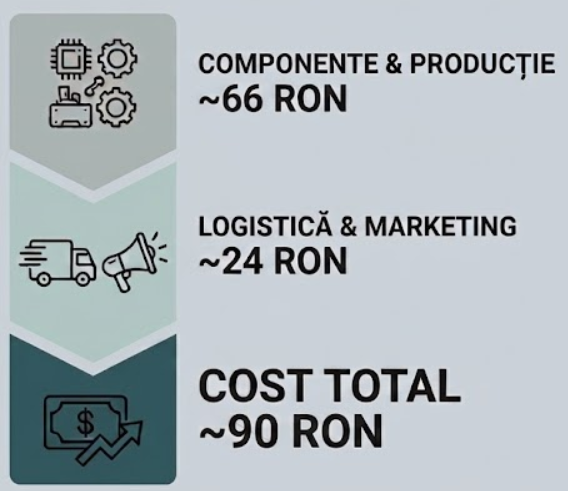 COMPONENTE & PRODUCȚIE
~66 RON
LOGISTICĂ & MARKETING
~24 RON
$
COST TOTAL
~90 RON